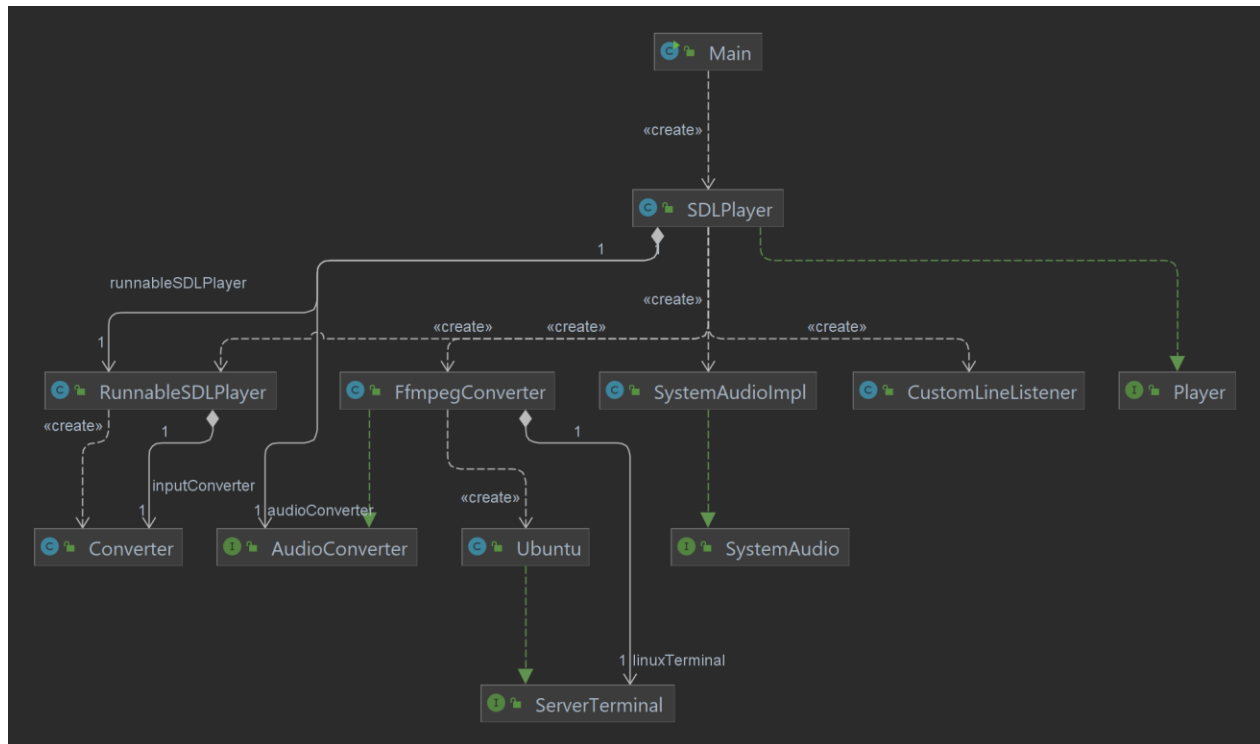 Main
«create»
SDLPlayer
1
1
runnableSDLPlayer
«create»
«create»
«create»
«create»
1
RunnableSDLPlayer
FfmpegConverter
SystemAudioImpl
CustomLineListener
Player
«create»
1
1
inputConverter
«create»
1
1 audioConverter
Converter
AudioConverter
Ubuntu
SystemAudio
1 linuxTerminal
ServerTerminal